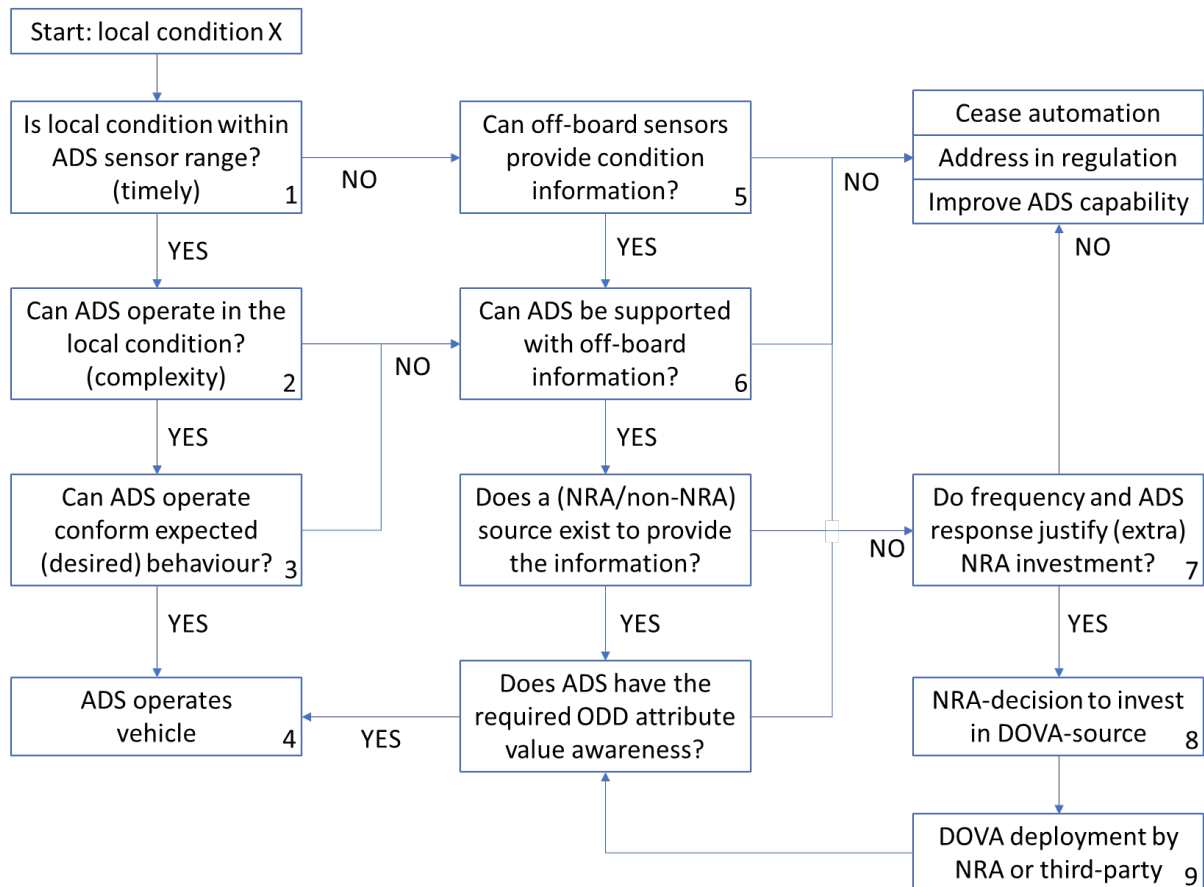 Start: local condition X
Is local condition within
ADS sensor range?
(timely)
1
NO
YES
Can off-board sensors
provide condition
information?
5
NO
YES
Cease automation
Address in regulation
Improve ADS capability
NO
Can ADS operate in the
local condition?
(complexity)
2
NO
YES
Can ADS be supported
with off-board
information?
6
YES
Can ADS operate
conform expected
(desired) behaviour?
3
YES
Does a (NRA/non-NRA)
source exist to provide
the information?
NO
YES
Do frequency and ADS
response justify (extra)
NRA investment?
7
YES
ADS operates
vehicle
4
YES
Does ADS have the
required ODD attribute
value awareness?
NRA-decision to invest
in DOVA-source
8
DOVA deployment by
NRA or third-party
9